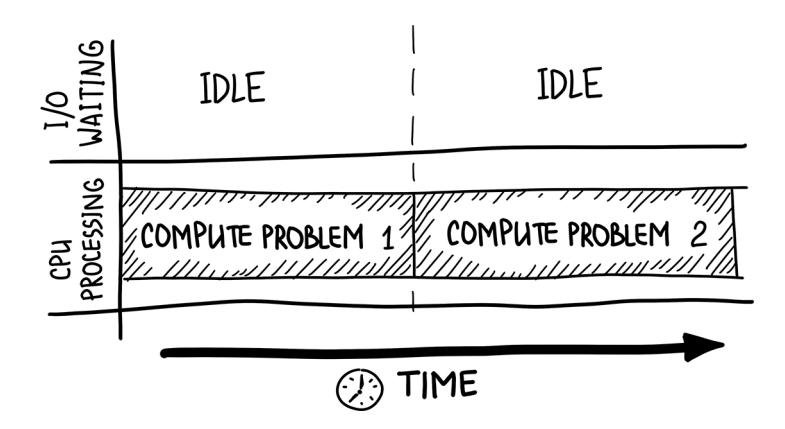 I/O
WAITING
IDLE
IDLE
CPU
PROCESSING
COMPUTE PROBLEM 1
COMPUTE PROBLEM 2
TIME